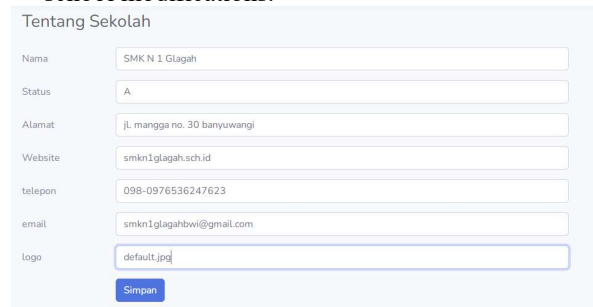 Tentang Sekolah
Nama SMK N 1 Glagah
Status A
Alamat jl. mangga no. 30 banyuwangi
Website smkn1glagah.sch.id
telepon 098-0976536247623
email smkn1glagahbwi@gmail.com
logo default.jpg
Simpan